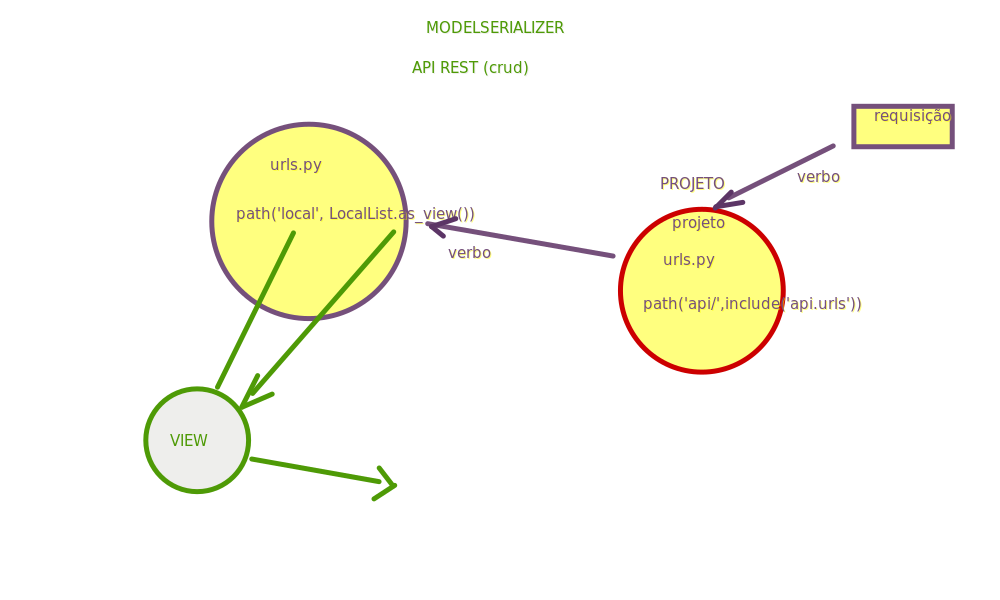 MODELSERIALIZER
API REST (crud)
requisição
verbo
PROJETO
projeto
urls.py
path('api/',include('api.urls'))
verbo
urls.py
path('local', LocalList.as_view())
VIEW